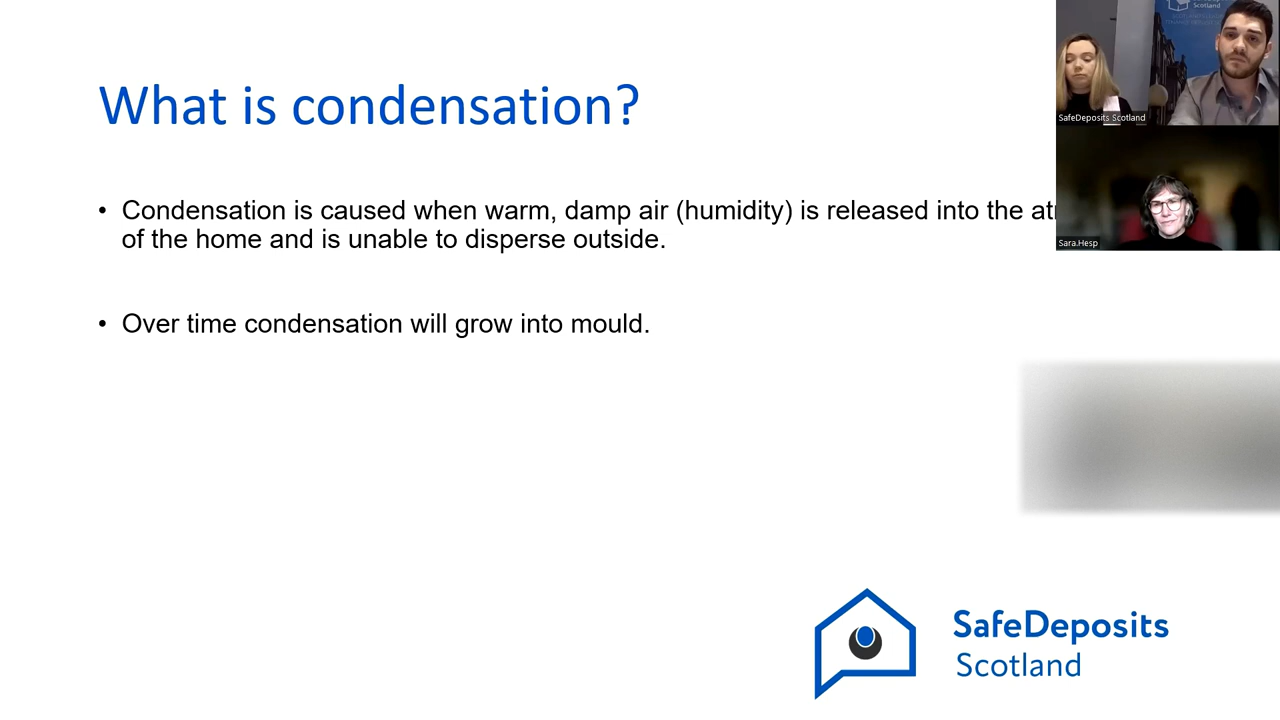 What is condensation?
• Condensation is caused when warm, damp air (humidity) is released into the
of the home and is unable to disperse outside.
• Over time condensation will grow into mould.
Scotland
SafeDeposits Scotland
Sara.Hesp
SafeDeposits
Scotland